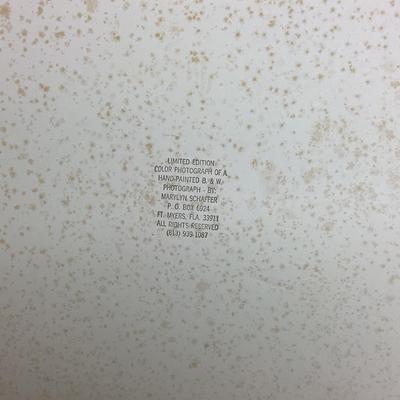 LIMITED EDITION
COLOR PHOTOGRAPH OF A
HAND-PAINTED B. & W.
PHOTOGRAPH - BY:
MARYLYN SCHAFFER
P. O. BOX 6924
FT. MYERS, FLA. 33911
ALL RIGHTS RESERVED
(813) 939-1087